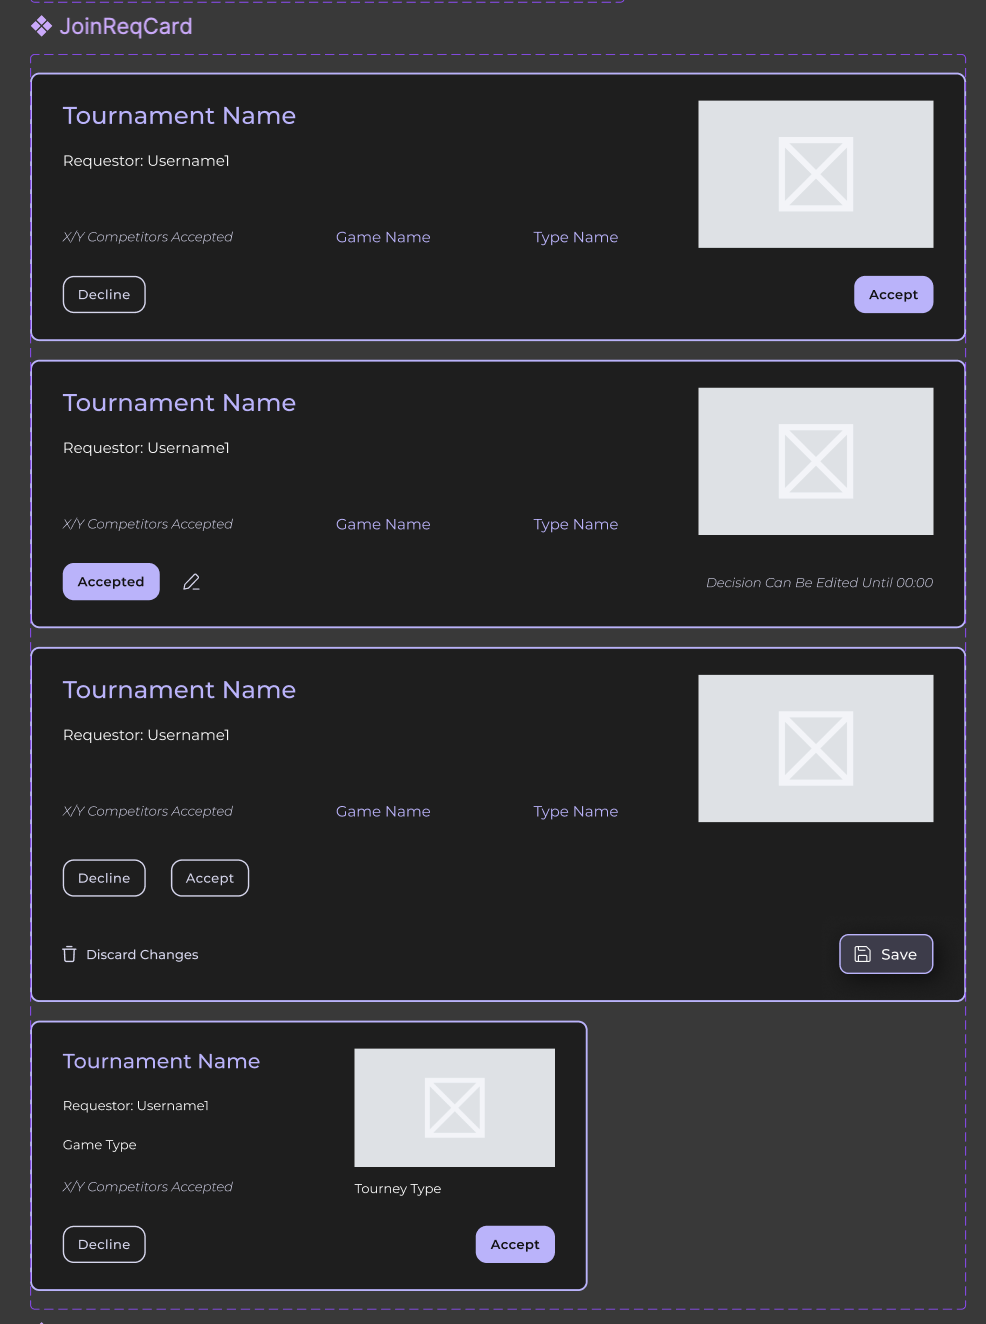 JoinReqCard
Tournament Name
Requestor: Username1
X/Y Competitors Accepted
Game Name
Type Name
Decline
Accept
Tournament Name
Requestor: Username1
X/Y Competitors Accepted
Game Name
Type Name
Accepted
Decision Can Be Edited Until 00:00
Tournament Name
Requestor: Username1
X/Y Competitors Accepted
Game Name
Type Name
Decline
Accept
Discard Changes
Save
Tournament Name
Requestor: Username1
Game Type
X/Y Competitors Accepted
Tourney Type
Decline
Accept